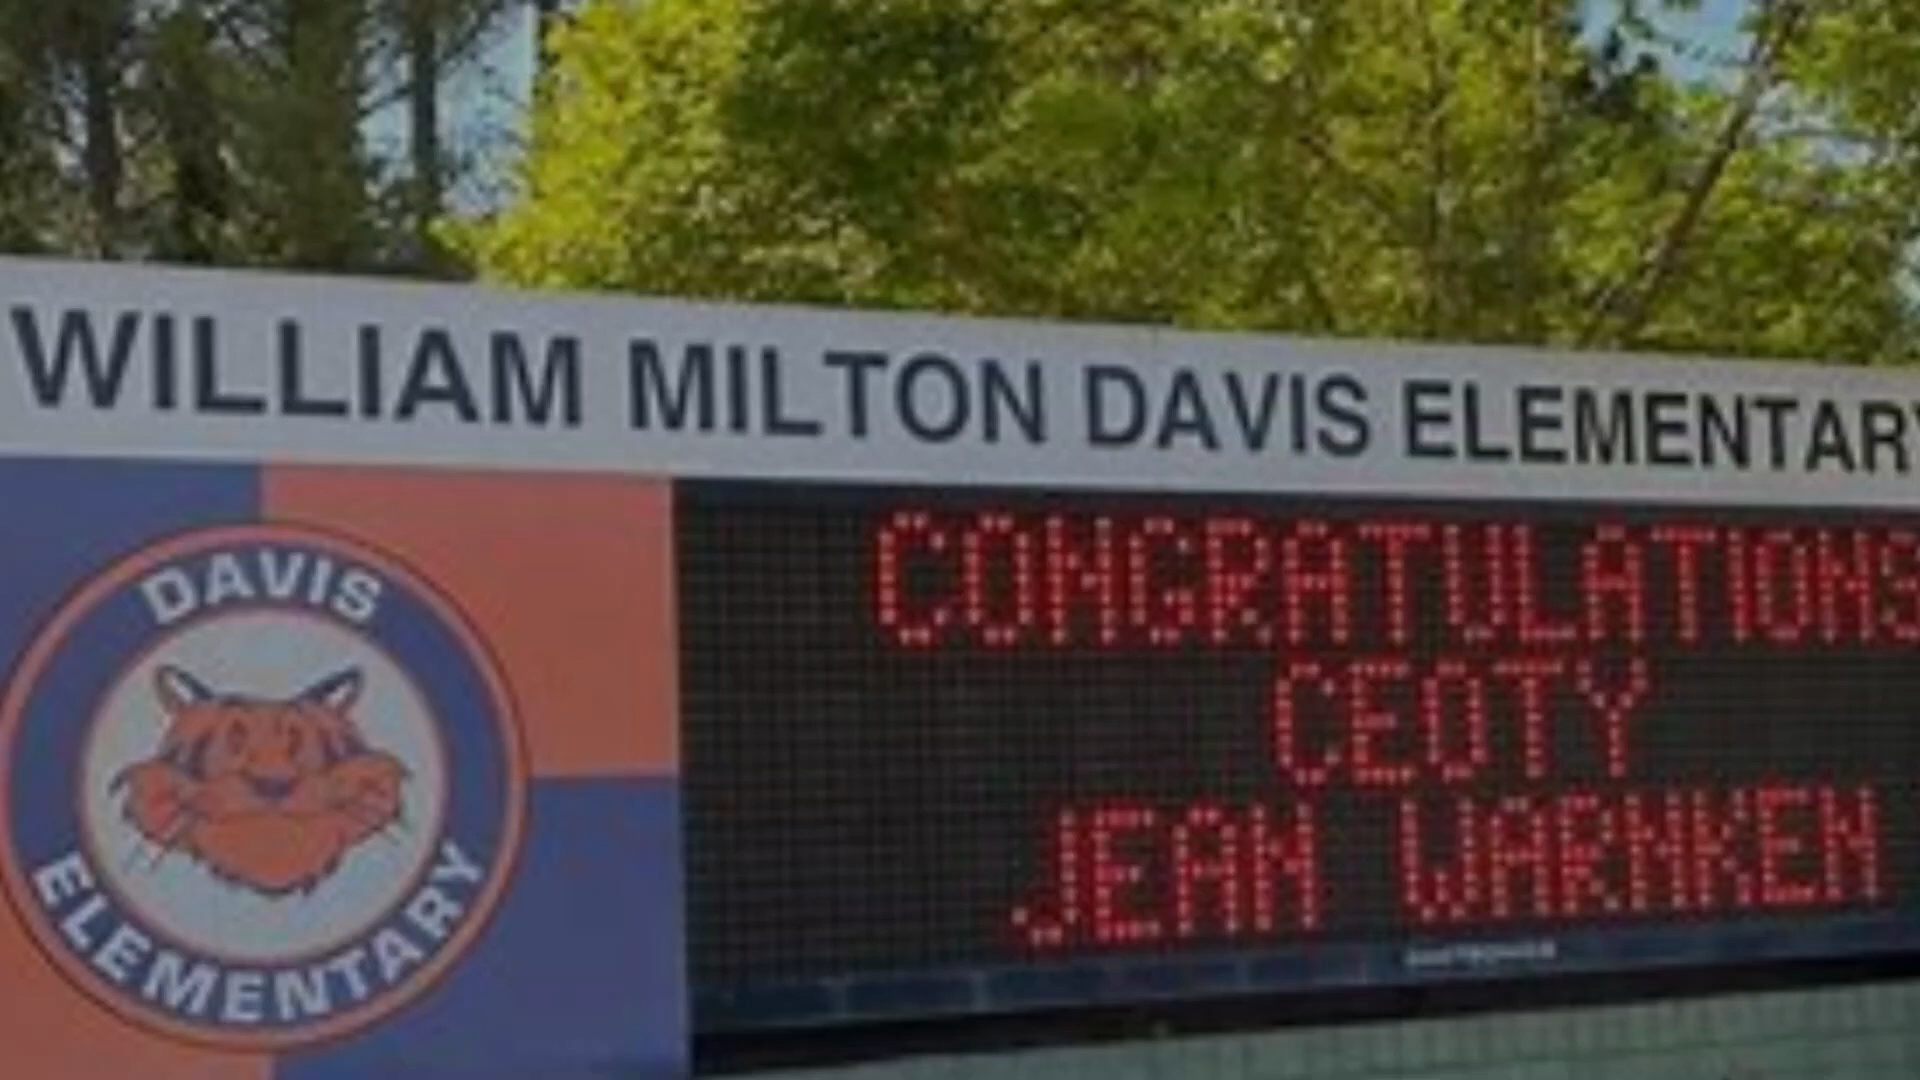 WILLIAM MILTON DAVIS ELEMENTARY
DAVIS
ELEMENTARY
CONGRATULATIONS
CEOTY
JEAN WARNKEN